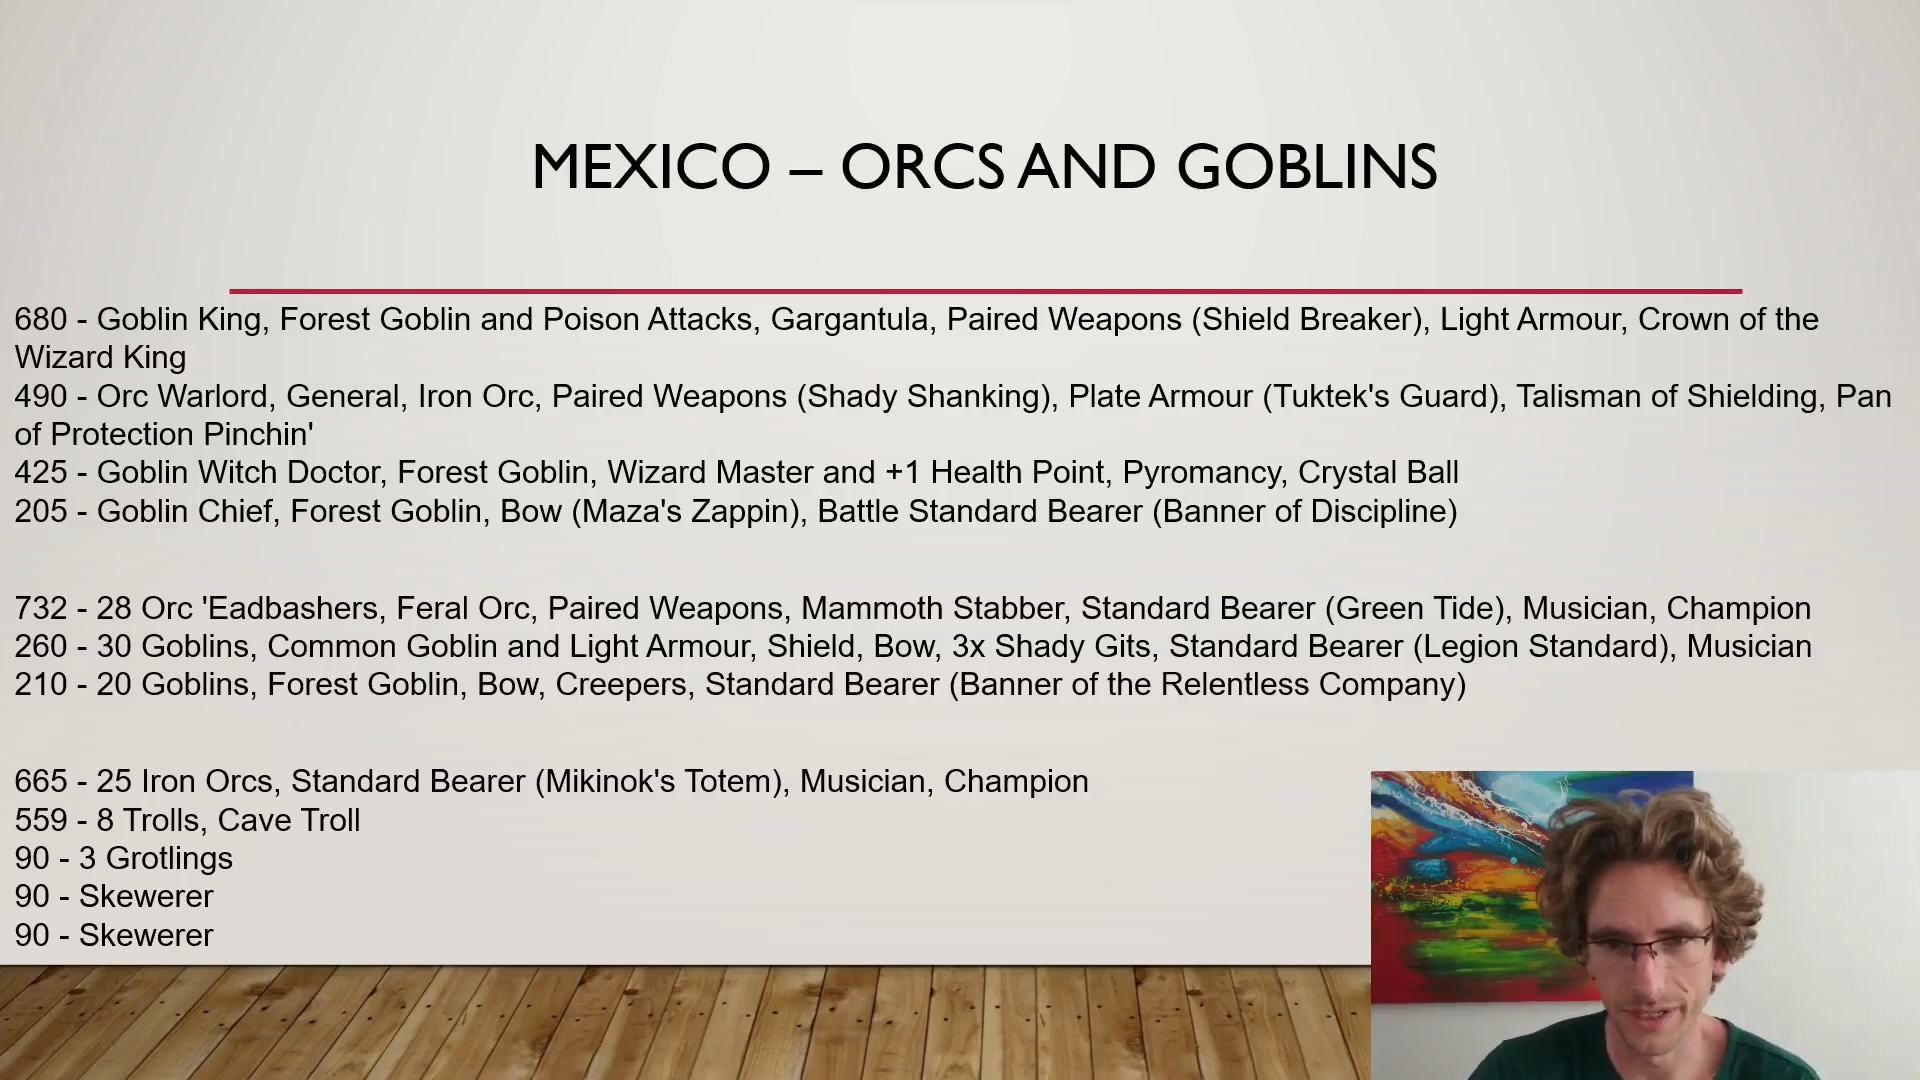 MEXICO – ORCS AND GOBLINS
680 - Goblin King, Forest Goblin and Poison Attacks, Gargantula, Paired Weapons (Shield Breaker), Light Armour, Crown of the
Wizard King
490 - Orc Warlord, General, Iron Orc, Paired Weapons (Shady Shanking), Plate Armour (Tuktek's Guard), Talisman of Shielding, Pan
of Protection Pinchin'
425 - Goblin Witch Doctor, Forest Goblin, Wizard Master and +1 Health Point, Pyromancy, Crystal Ball
205 - Goblin Chief, Forest Goblin, Bow (Maza's Zappin), Battle Standard Bearer (Banner of Discipline)
732 - 28 Orc 'Eadbashers, Feral Orc, Paired Weapons, Mammoth Stabber, Standard Bearer (Green Tide), Musician, Champion
260 - 30 Goblins, Common Goblin and Light Armour, Shield, Bow, 3x Shady Gits, Standard Bearer (Legion Standard), Musician
210 - 20 Goblins, Forest Goblin, Bow, Creepers, Standard Bearer (Banner of the Relentless Company)
665 - 25 Iron Orcs, Standard Bearer (Mikinok's Totem), Musician, Champion
559 - 8 Trolls, Cave Troll
90 - 3 Grotlings
90 - Skewerer
90 - Skewerer